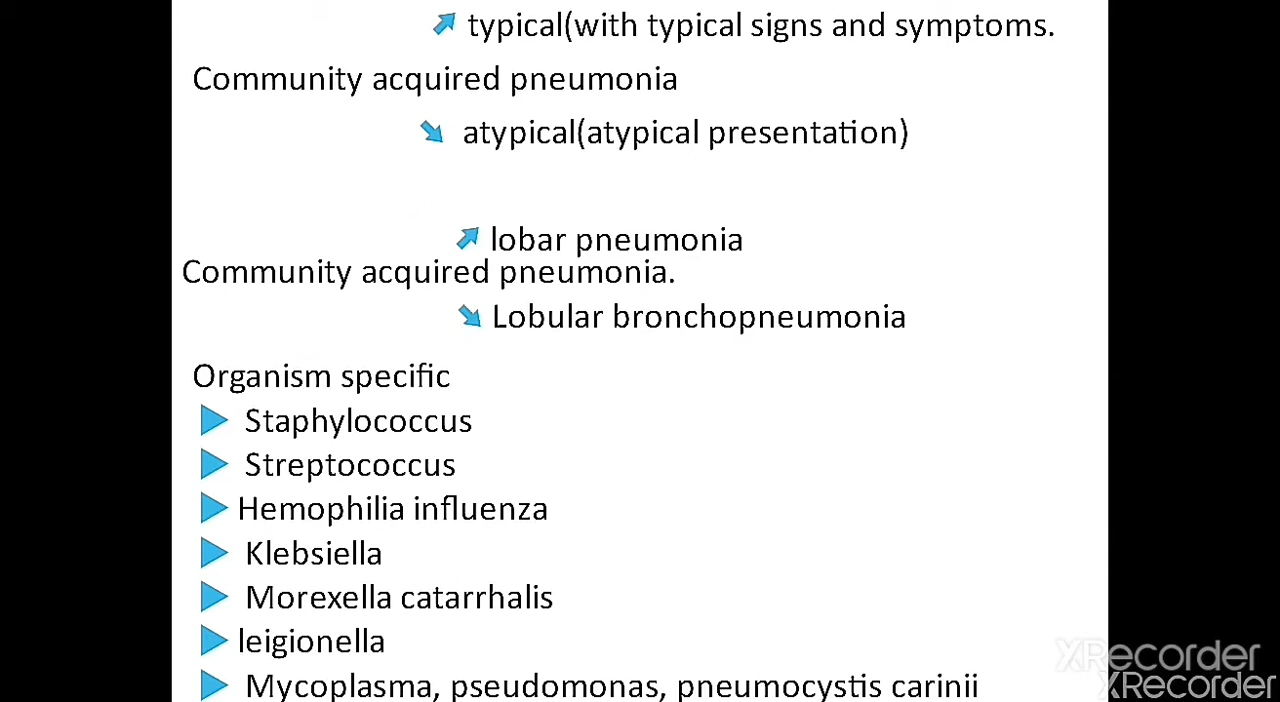 typical(with typical signs and symptoms.
Community acquired pneumonia
atypical(atypical presentation)
lobar pneumonia
Community acquired pneumonia.
Lobular bronchopneumonia
Organism specific
Staphylococcus
Streptococcus
Hemophilia influenza
Klebsiella
Morexella catarrhalis
leigionella
Mycoplasma, pseudomonas, pneumocystis carinii
XRecorder
XRecorder